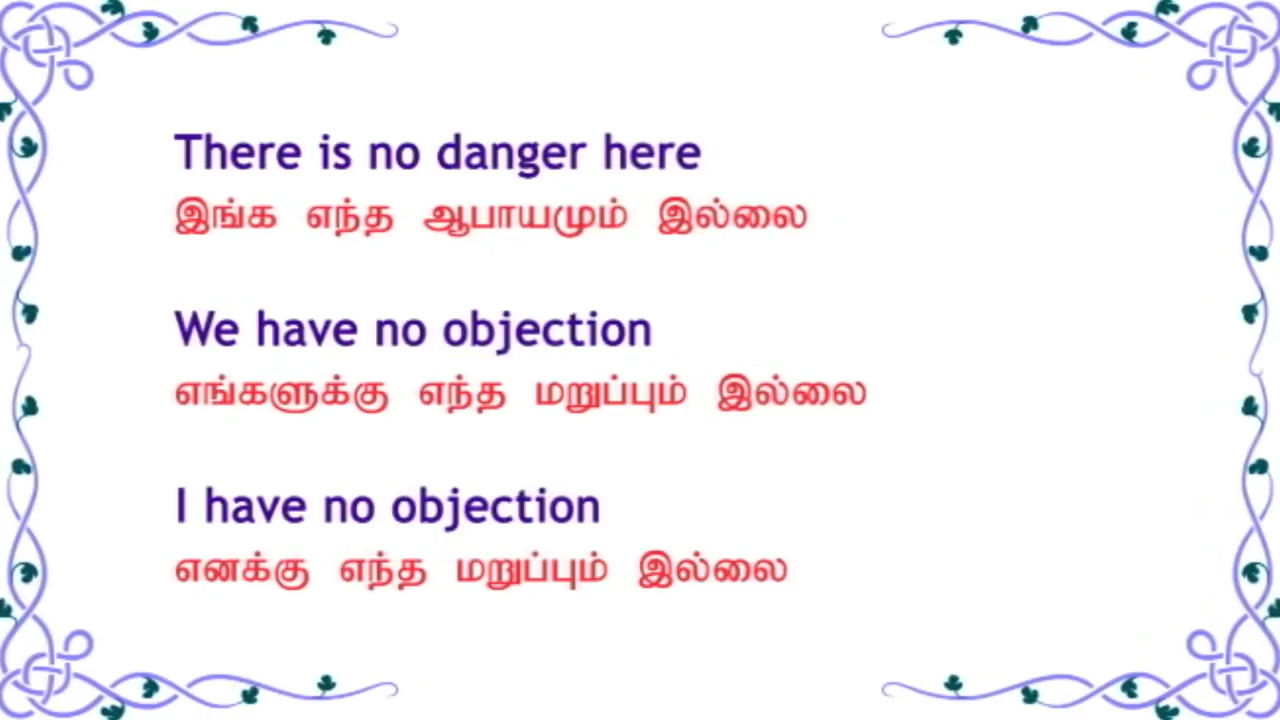 There is no danger here
இங்க எந்த ஆபாயமும் இல்லை
We have no objection
எங்களுக்கு எந்த மறுப்பும் இல்லை
I have no objection
எனக்கு எந்த மறுப்பும் இல்லை